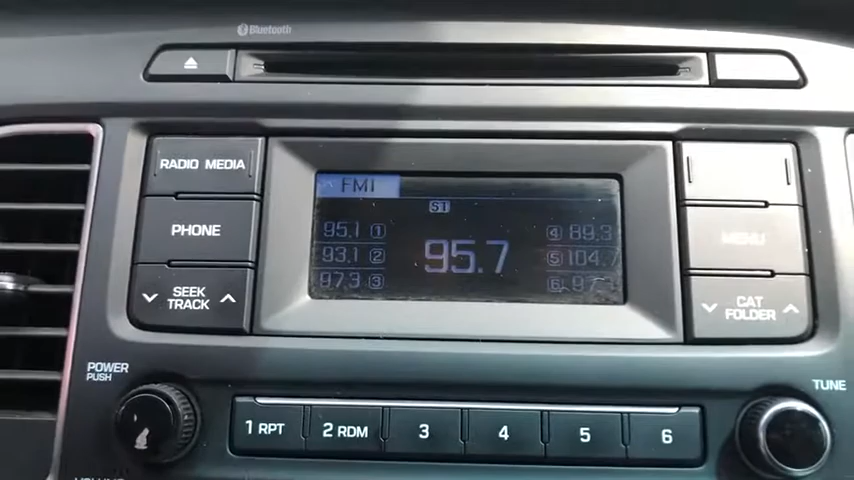 Bluetooth
RADIO MEDIA
FM1
ST
PHONE
95.1 1
4 89.3
93.1 2
95.7
5 104.7
MENU
97.3 3
6
SEEK
TRACK
CAT
FOLDER
POWER
PUSH
TUNE
1 RPT
2 RDM
3
4
5
6